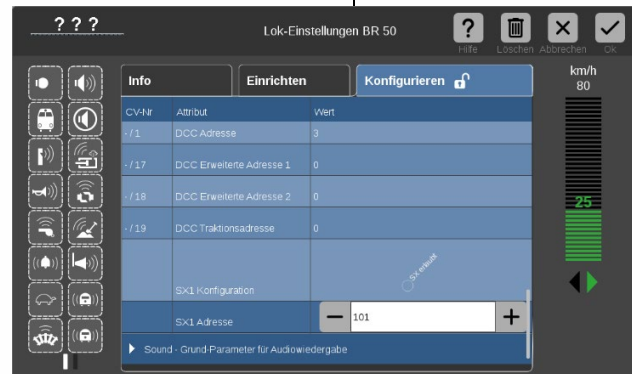 ? ? ?
Lok-Einstellungen BR 50
?
Hilfe
Löschen
Abbrechen
Ok
Info
Einrichten
Konfigurieren
km/h
80
CV-Nr Attribut Wert
- / 1 DCC Adresse 3
- / 17 DCC Erweiterte Adresse 1 0
- / 18 DCC Erweiterte Adresse 2 0
- / 19 DCC Traktionsadresse 0
25
SX erlaubt
SX1 Konfiguration
SX1 Adresse 101
Sound - Grund-Parameter für Audiowiedergabe